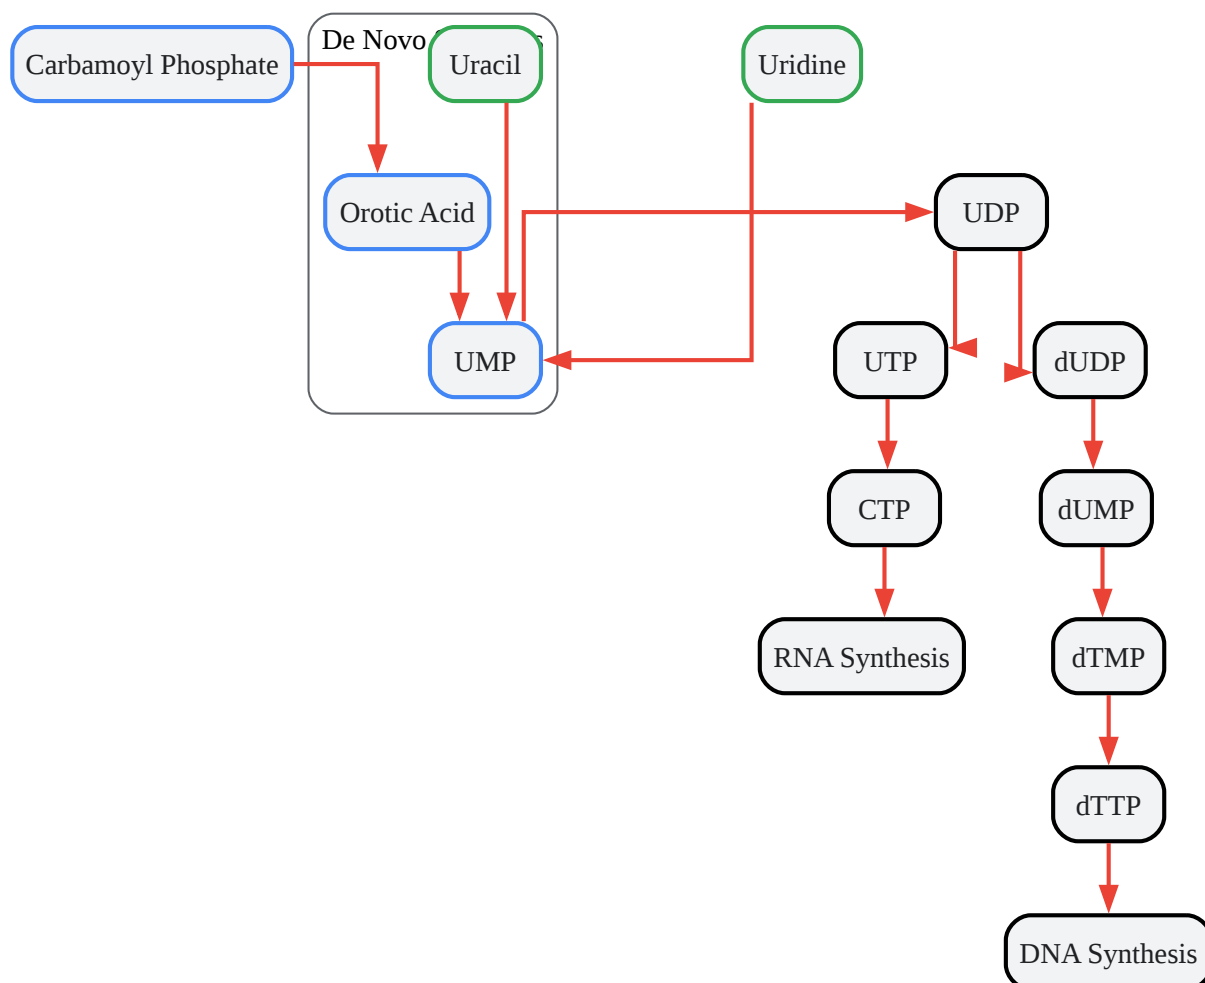 De Novo
Carbamoyl Phosphate
Uracil
Uridine
Orotic Acid
UDP
UMP
UTP
dUDP
CTP
dUMP
RNA Synthesis
dTMP
dTTP
DNA Synthesis